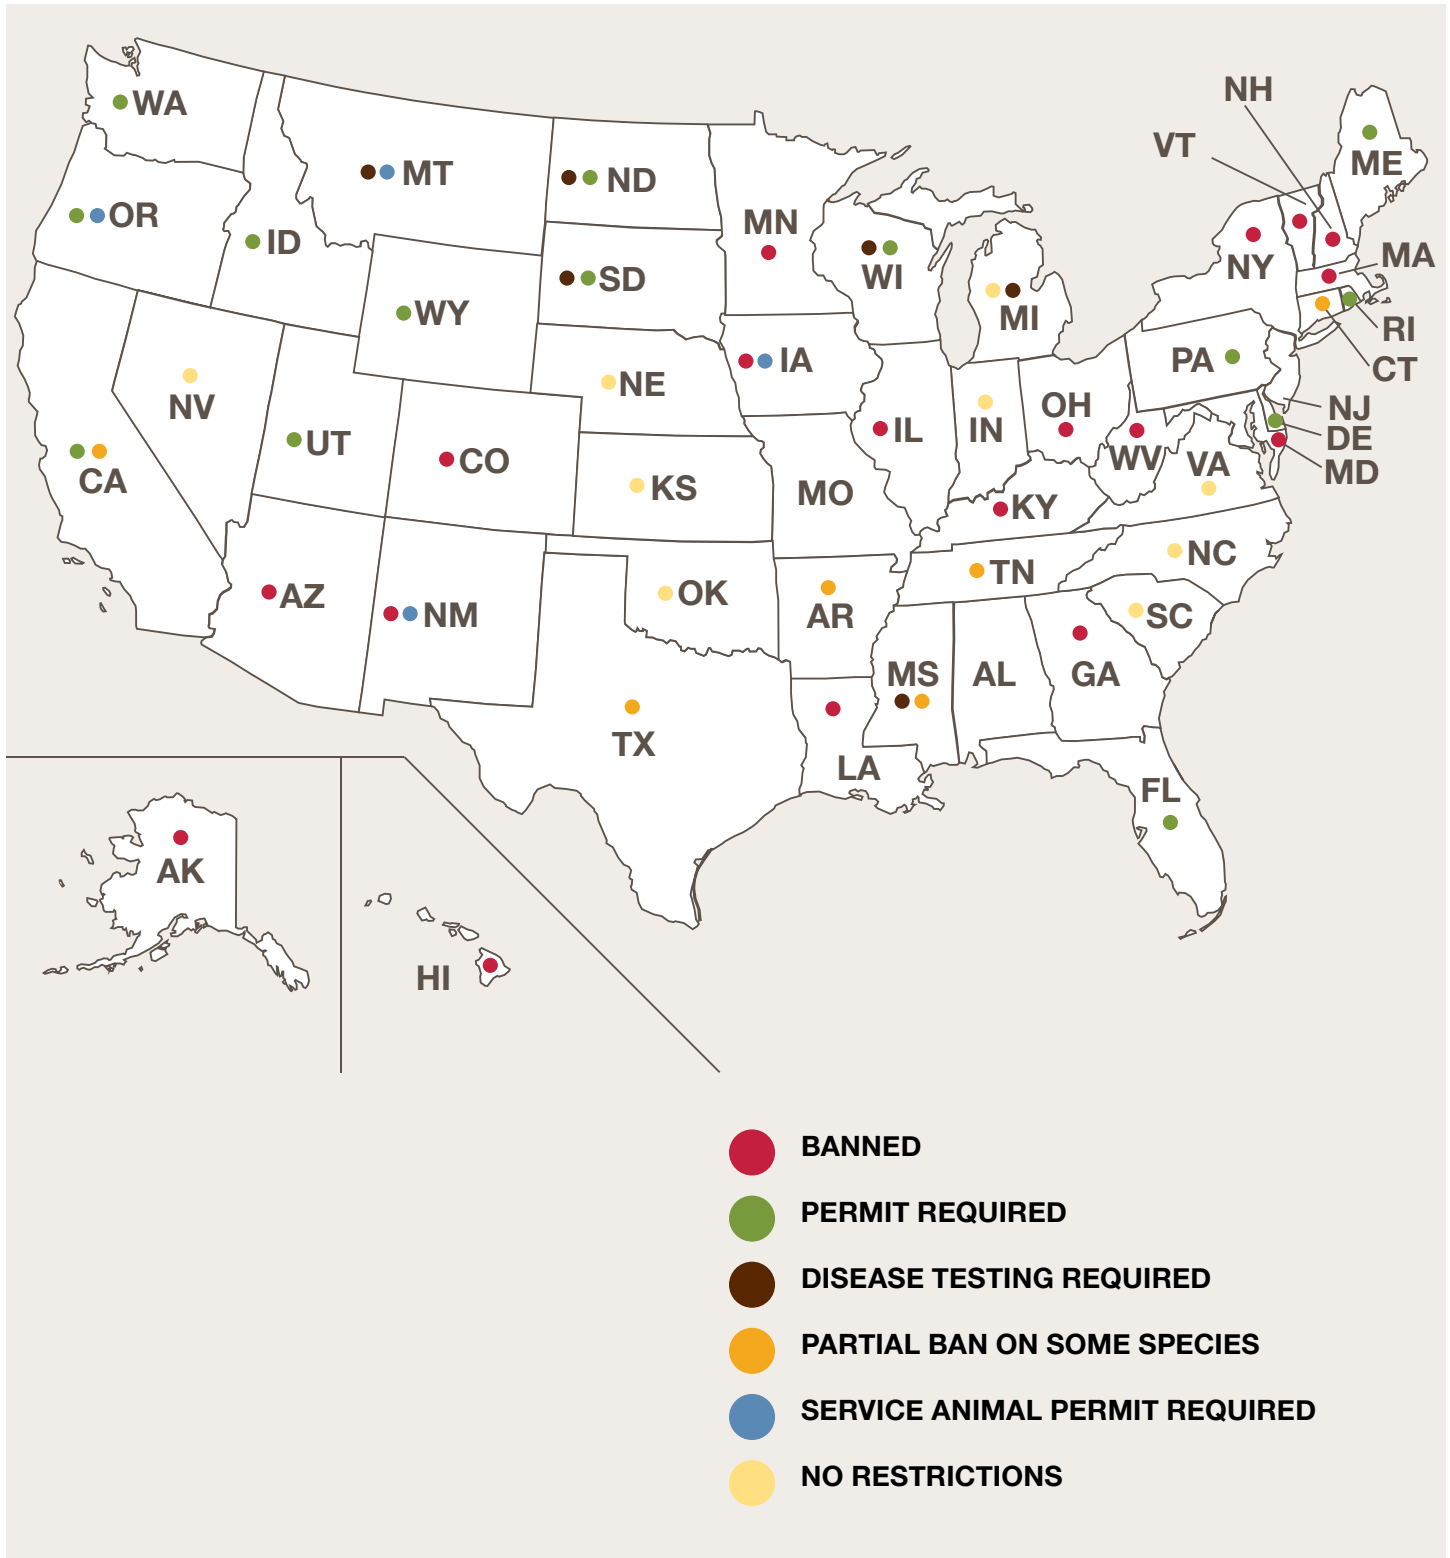 NH
WA
VT
ME
MT
ND
OR
MN
ID
NY
MA
WI
SD
WY
MI
RI
PA
IA
CT
NE
NV
OH
NJ
IL
IN
DE
UT
CO
WV
VA
MD
CA
KS
MO
KY
NC
TN
OK
AZ
NM
AR
SC
MS
AL
GA
TX
LA
FL
AK
HI
BANNED
PERMIT REQUIRED
DISEASE TESTING REQUIRED
PARTIAL BAN ON SOME SPECIES
SERVICE ANIMAL PERMIT REQUIRED
NO RESTRICTIONS